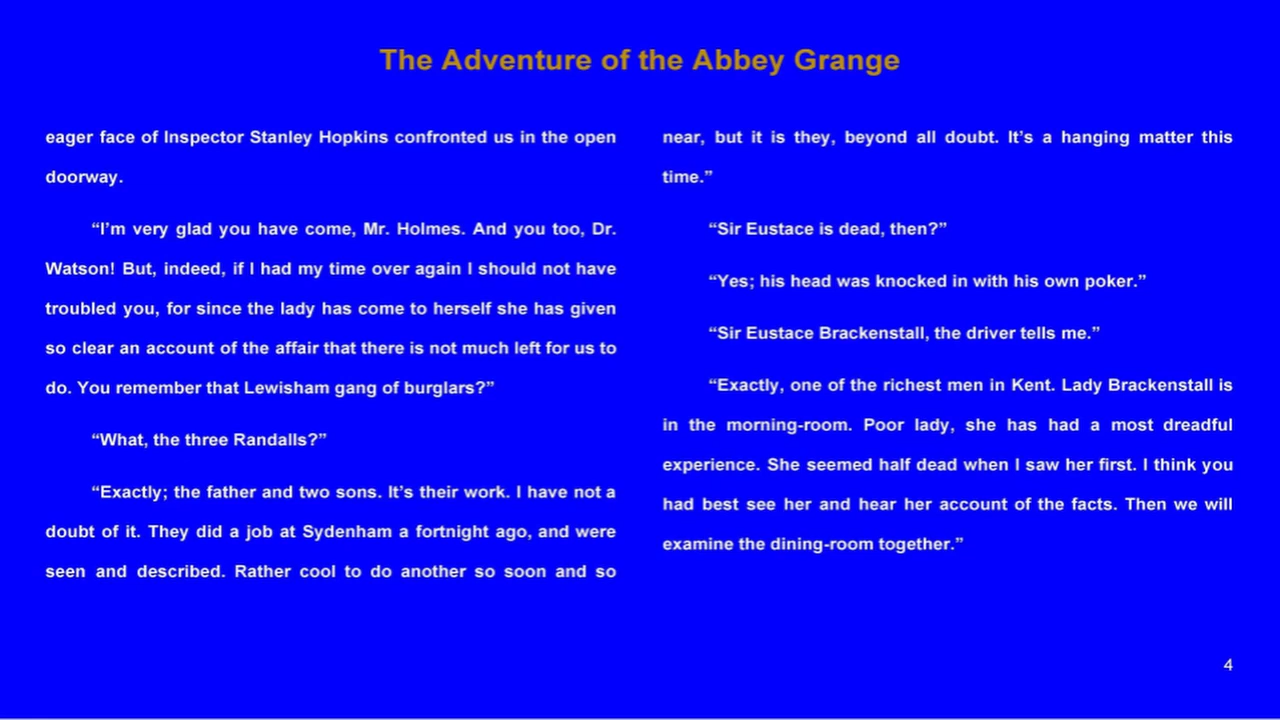 The Adventure of the Abbey Grange
eager face of Inspector Stanley Hopkins confronted us in the open
doorway.
“I’m very glad you have come, Mr. Holmes. And you too, Dr.
Watson! But, indeed, if I had my time over again I should not have
troubled you, for since the lady has come to herself she has given
so clear an account of the affair that there is not much left for us to
do. You remember that Lewisham gang of burglars?”
“What, the three Randalls?”
“Exactly; the father and two sons. It’s their work. I have not a
doubt of it. They did a job at Sydenham a fortnight ago, and were
seen and described. Rather cool to do another so soon and so
near, but it is they, beyond all doubt. It’s a hanging matter this
time.”
“Sir Eustace is dead, then?”
“Yes; his head was knocked in with his own poker.”
“Sir Eustace Brackenstall, the driver tells me.”
“Exactly, one of the richest men in Kent. Lady Brackenstall is
in the morning-room. Poor lady, she has had a most dreadful
experience. She seemed half dead when I saw her first. I think you
had best see her and hear her account of the facts. Then we will
examine the dining-room together.”
4